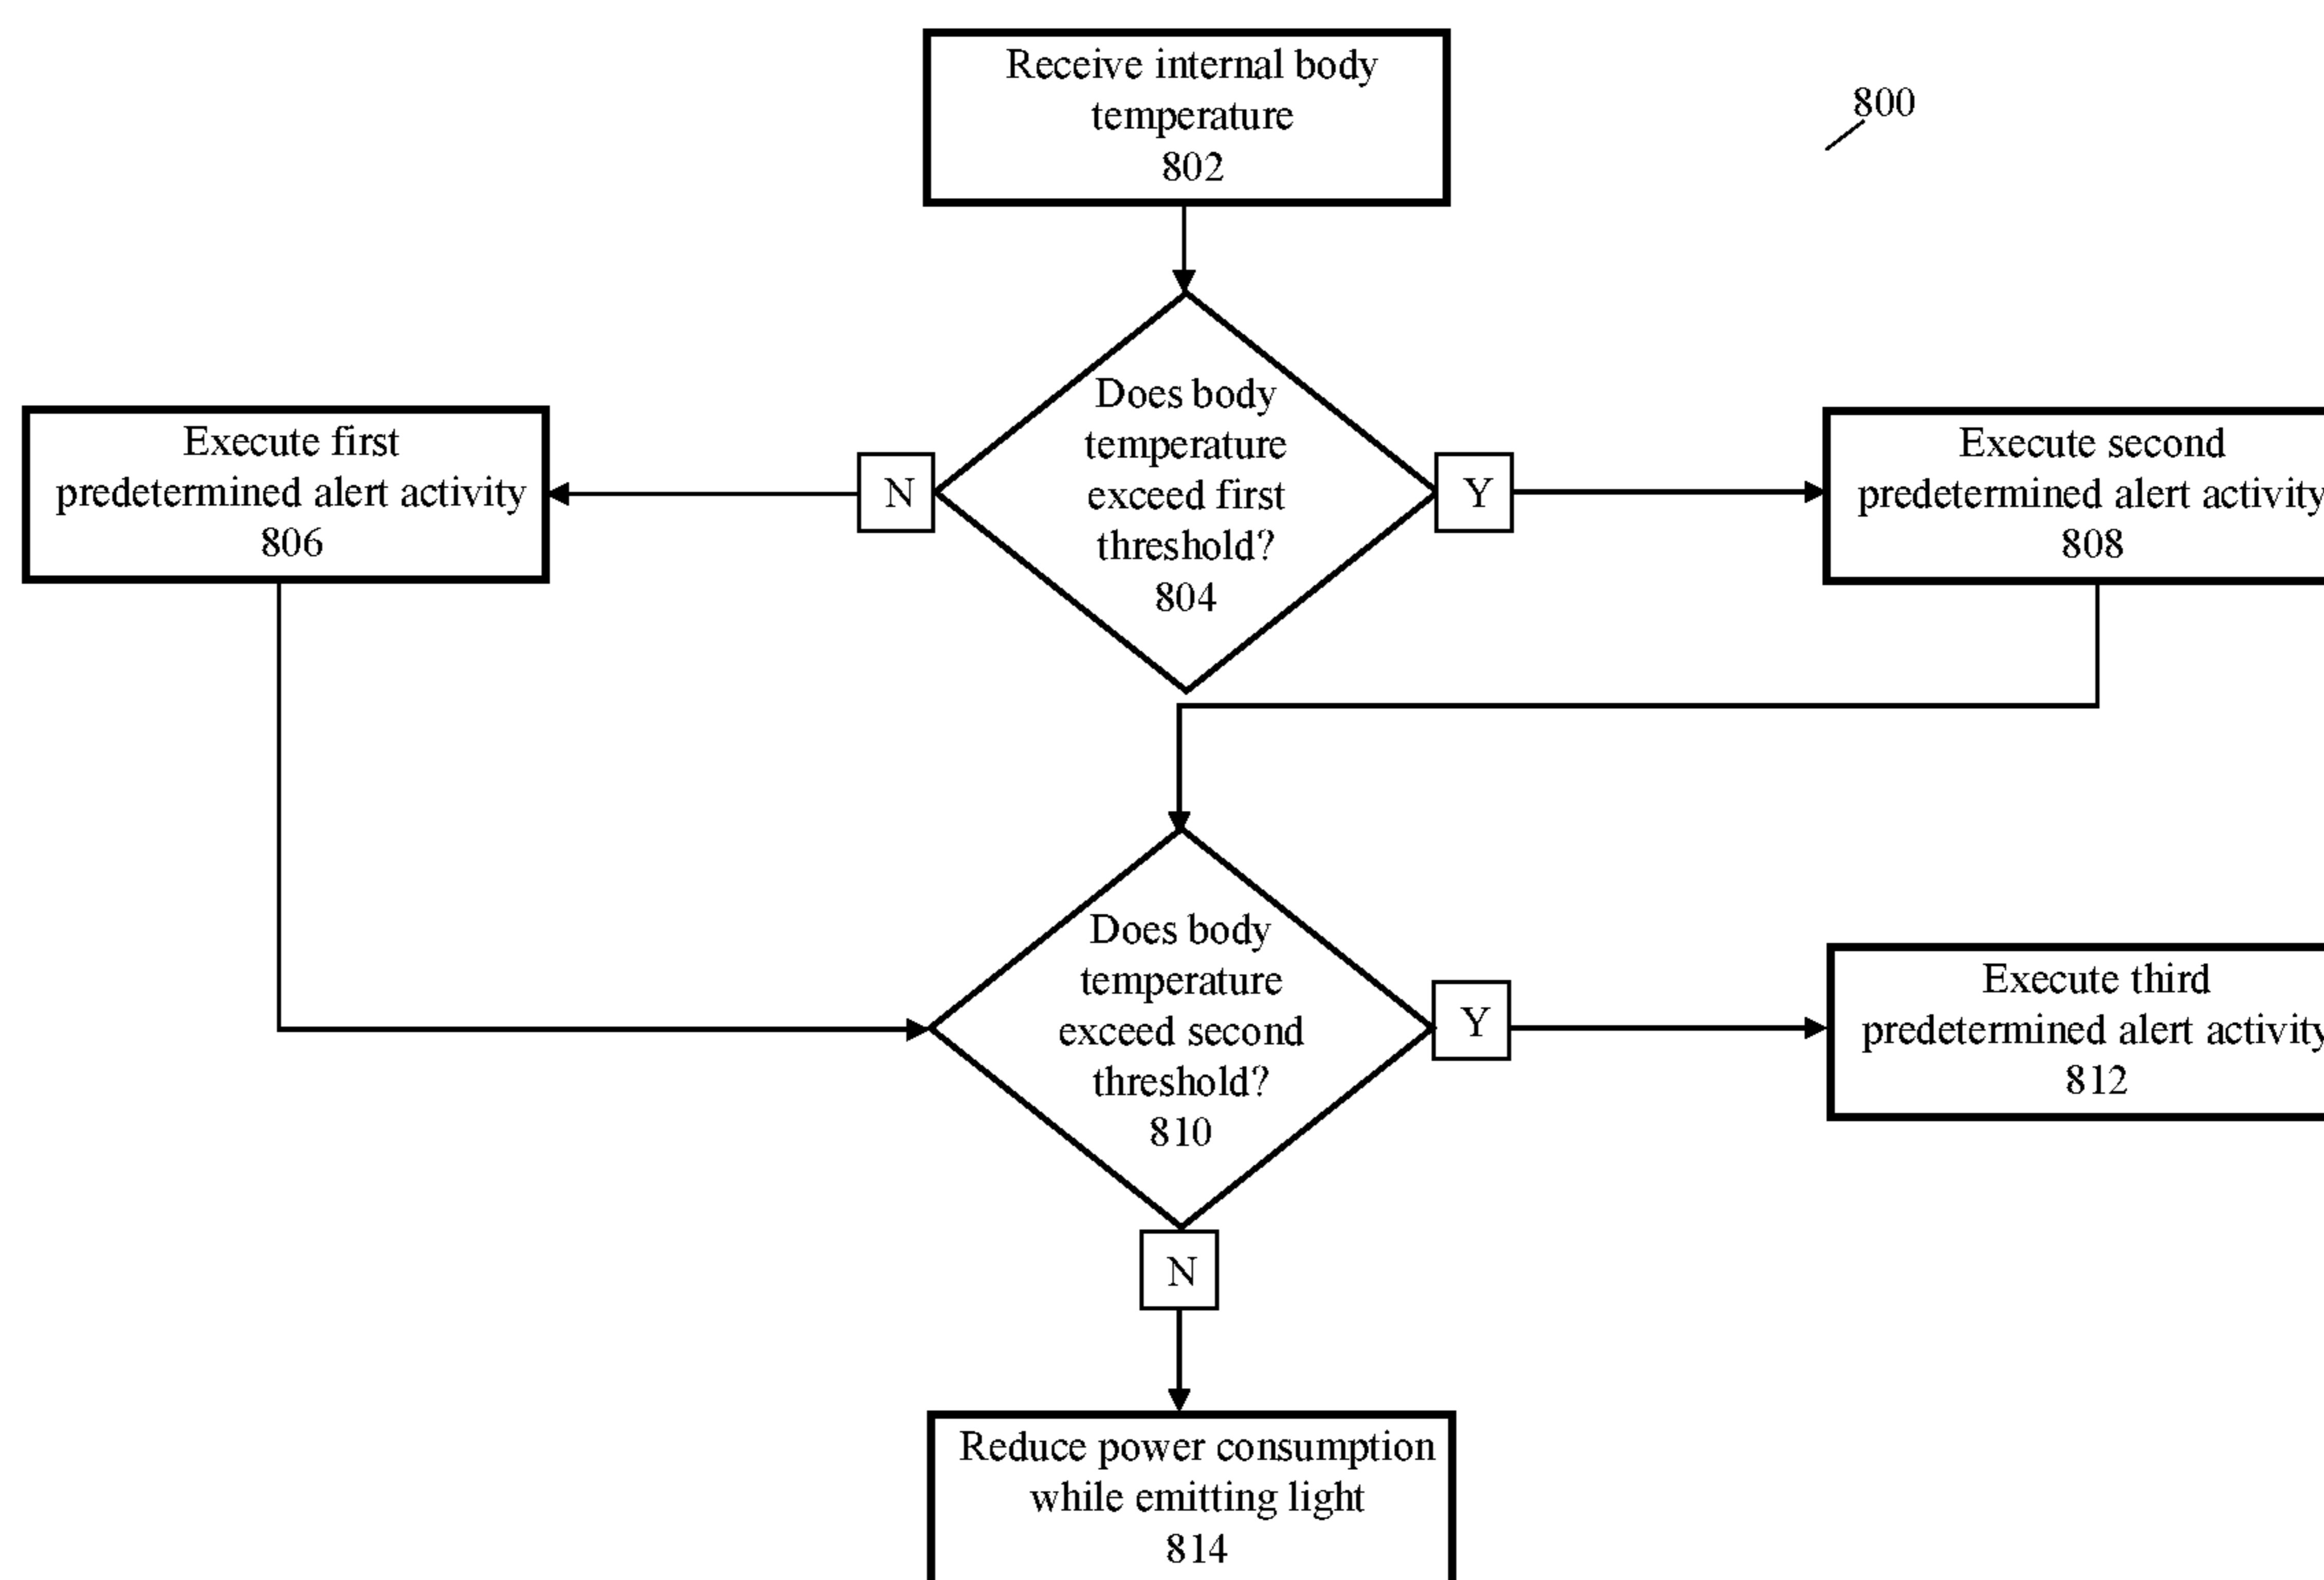 Receive internal body
temperature
802
800
Does body
temperature
exceed first
threshold?
804
N
Y
Execute first
predetermined alert activity
806
Execute second
predetermined alert activity
808
Does body
temperature
exceed second
threshold?
810
Y
Execute third
predetermined alert activity
812
N
Reduce power consumption
while emitting light
814